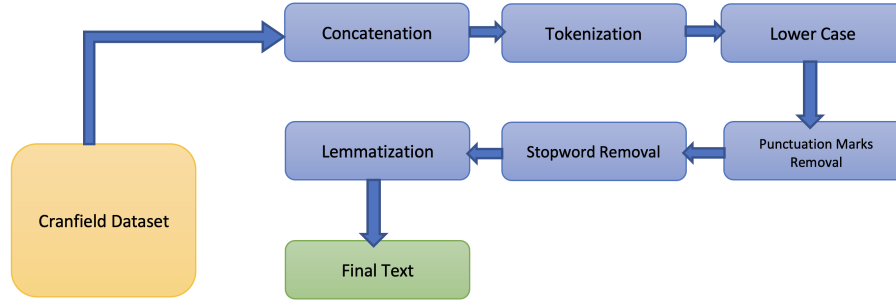 Concatenation
Tokenization
Lower Case
Punctuation Marks
Removal
Stopword Removal
Lemmatization
Cranfield Dataset
Final Text